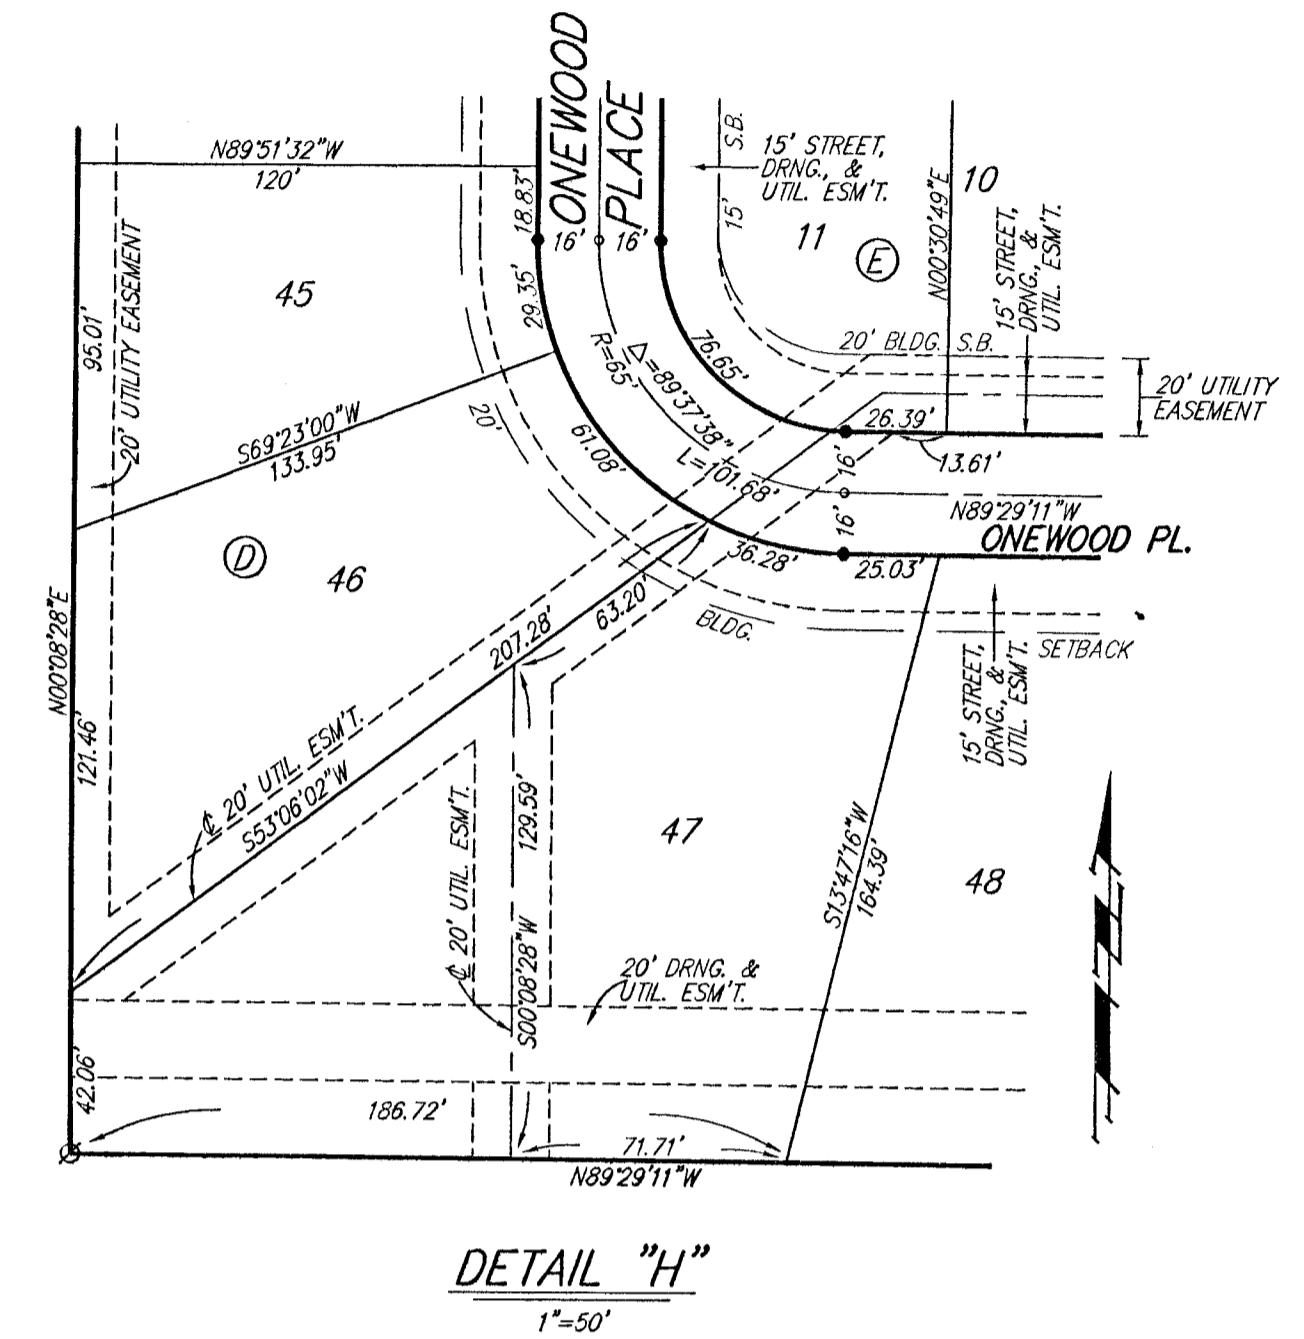 ONEWOOD
PLACE
N89°51'32"W
120'
18.83'
S.B.
15'
15' STREET,
DRNG., &
UTIL. ESM'T.
10
11
E
N00°30'49"E
15' STREET,
DRNG., &
UTIL. ESM'T.
16'
16'
45
29.35'
95.01'
20' UTILITY EASEMENT
R=65'
△=89°37'38"
L=101.68'
76.65'
20' BLDG. S.B.
20' UTILITY
EASEMENT
26.39'
13.61'
S69°23'00"W
133.95'
20'
61.08'
16'
16'
N89°29'11"W
ONEWOOD PL.
36.28'
25.03'
D
46
N00°08'28"E
207.28'
63.20'
BLDG.
SETBACK
15' STREET,
DRNG., &
UTIL. ESM'T.
121.46'
℄ 20' UTIL. ESM'T.
S53°06'02"W
℄ 20' UTIL. ESM'T.
129.59'
S00°08'28"W
47
S13°47'16"W
164.39'
48
20' DRNG. &
UTIL. ESM'T.
42.06'
186.72'
71.71'
N89°29'11"W
DETAIL "H"
1"=50'